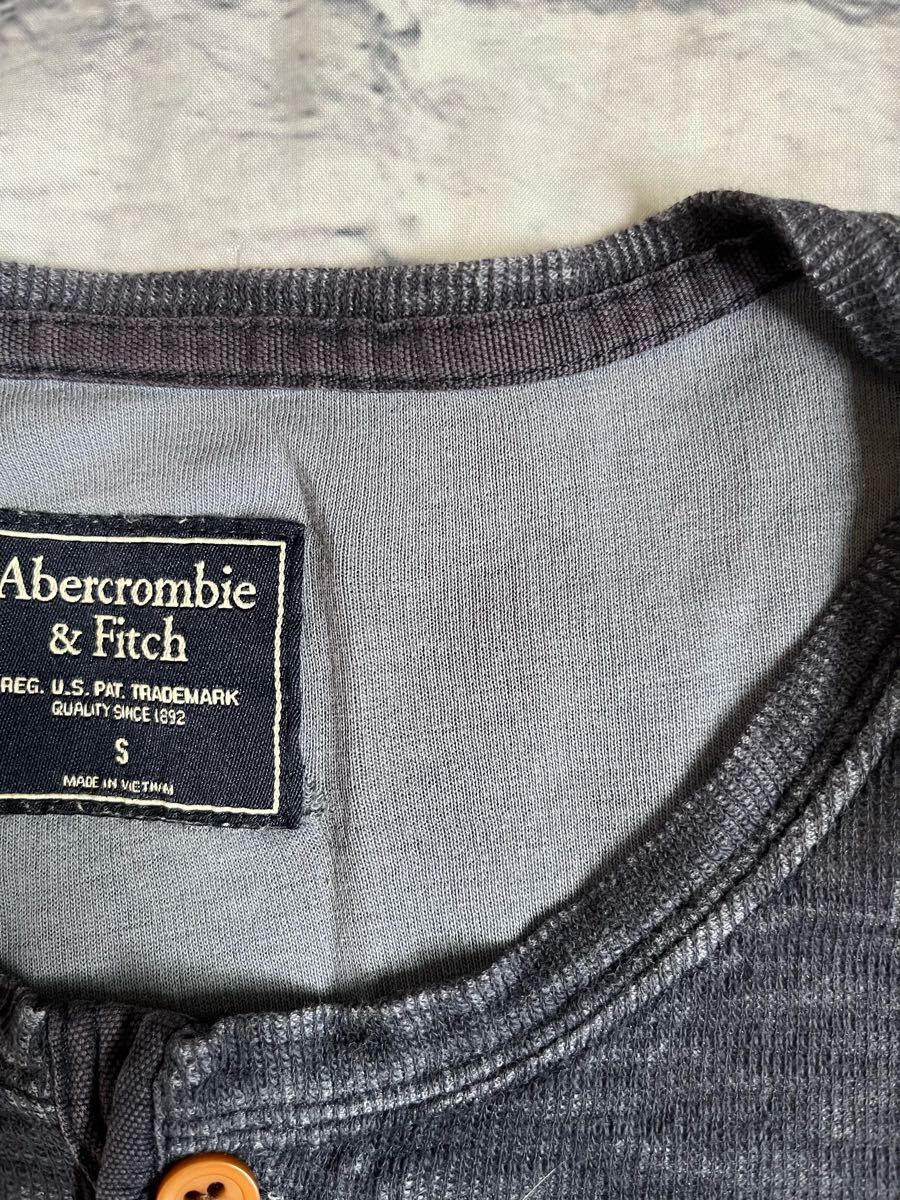 Abercrombie
& Fitch
REG. U.S. PAT. TRADEMARK
QUALITY SINCE 1892
S
MADE IN VIETNAM